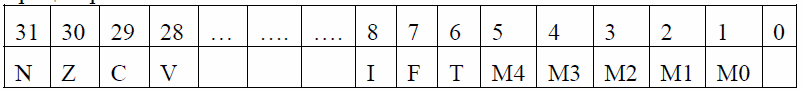 31 30 29 28 … …. …. 8 7 6 5 4 3 2 1 0
N Z C V I F T M4 M3 M2 M1 M0